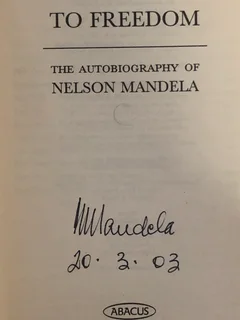 TO FREEDOM
THE AUTOBIOGRAPHY OF
NELSON MANDELA
NMandela
20.3.03
ABACUS